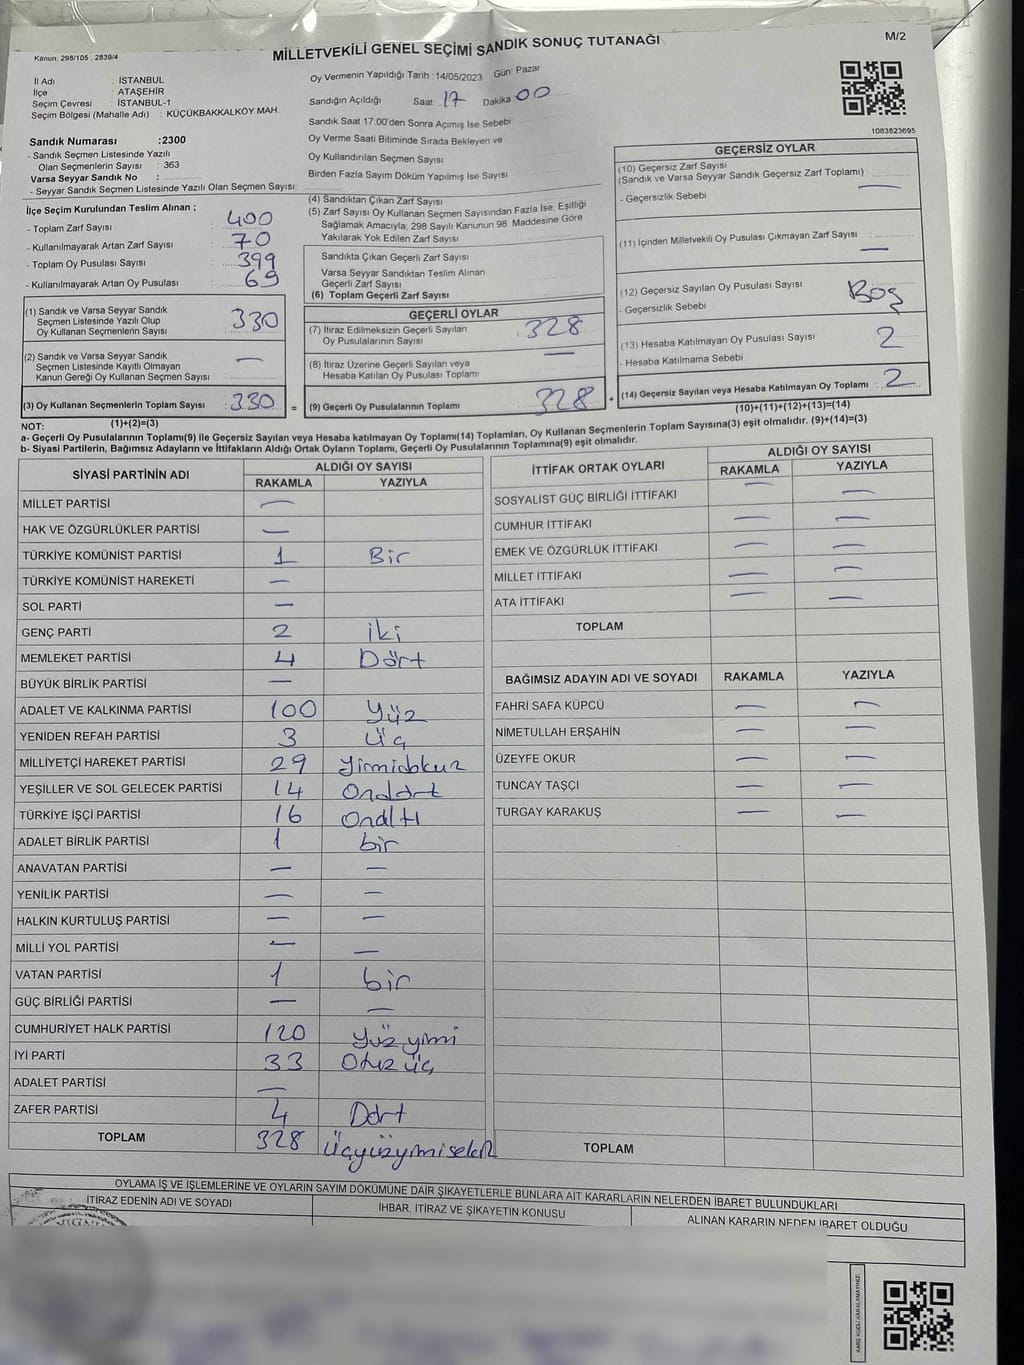 Kanun, 298/105 , 2839/4
MİLLETVEKİLİ GENEL SEÇİMİ SANDIK SONUÇ TUTANAĞI
M/2
İl Adı : İSTANBUL
İlçe : ATAŞEHİR
Seçim Çevresi : İSTANBUL-1
Seçim Bölgesi (Mahalle Adı) : KÜÇÜKBAKKALKÖY MAH.
Sandık Numarası :2300
- Sandık Seçmen Listesinde Yazılı
Olan Seçmenlerin Sayısı : 363
Varsa Seyyar Sandık No :
- Seyyar Sandık Seçmen Listesinde Yazılı Olan Seçmen Sayısı:
Oy Vermenin Yapıldığı Tarih :14/05/2023 Gün: Pazar
Sandığın Açıldığı Saat 17 Dakika 00
Sandık Saat 17:00'den Sonra Açımış İse Sebebi
Oy Verme Saati Bitiminde Sırada Bekleyen ve
Oy Kullandırılan Seçmen Sayısı
Birden Fazla Sayım Döküm Yapılmış İse Sayısı
1083823695
İlçe Seçim Kurulundan Teslim Alınan ;
- Toplam Zarf Sayısı : 400
- Kullanılmayarak Artan Zarf Sayısı : 70
- Toplam Oy Pusulası Sayısı : 399
- Kullanılmayarak Artan Oy Pusulası : 69
(1) Sandık ve Varsa Seyyar Sandık
Seçmen Listesinde Yazılı Olup
Oy Kullanan Seçmenlerin Sayısı : 330
(2) Sandık ve Varsa Seyyar Sandık
Seçmen Listesinde Kayıtlı Olmayan
Kanun Gereği Oy Kullanan Seçmen Sayısı : —
(3) Oy Kullanan Seçmenlerin Toplam Sayısı : 330 =
(1)+(2)=(3)
(4) Sandıktan Çıkan Zarf Sayısı
(5) Zarf Sayısı Oy Kullanan Seçmen Sayısından Fazla İse, Eşitliği
Sağlamak Amacıyla; 298 Sayılı Kanunun 98. Maddesine Göre
Yakılarak Yok Edilen Zarf Sayısı
Sandıkta Çıkan Geçerli Zarf Sayısı
Varsa Seyyar Sandıktan Teslim Alınan
Geçerli Zarf Sayısı
(6) Toplam Geçerli Zarf Sayısı
GEÇERLİ OYLAR
(7) İtiraz Edilmeksizin Geçerli Sayılan
Oy Pusulalarının Sayısı : 328
(8) İtiraz Üzerine Geçerli Sayılan veya
Hesaba Katılan Oy Pusulası Toplamı —
(9) Geçerli Oy Pusulalarının Toplamı : 328 +
GEÇERSİZ OYLAR
(10) Geçersiz Zarf Sayısı
(Sandık ve Varsa Seyyar Sandık Geçersiz Zarf Toplamı) :
- Geçersizlik Sebebi : —
(11) İçinden Milletvekili Oy Pusulası Çıkmayan Zarf Sayısı : —
(12) Geçersiz Sayılan Oy Pusulası Sayısı :
- Geçersizlik Sebebi : Boş
(13) Hesaba Katılmayan Oy Pusulası Sayısı : 2
- Hesaba Katılmama Sebebi
(14) Geçersiz Sayılan veya Hesaba Katılmayan Oy Toplamı : 2
(10)+(11)+(12)+(13)=(14)
NOT:
a- Geçerli Oy Pusulalarının Toplamı(9) ile Geçersiz Sayılan veya Hesaba katılmayan Oy Toplamı(14) Toplamları, Oy Kullanan Seçmenlerin Toplam Sayısına(3) eşit olmalıdır. (9)+(14)=(3)
b- Siyasi Partilerin, Bağımsız Adayların ve İttifakların Aldığı Ortak Oyların Toplamı, Geçerli Oy Pusulalarının Toplamına(9) eşit olmalıdır.
SİYASİ PARTİNİN ADI ALDIĞI OY SAYISI
RAKAMLA YAZIYLA
MİLLET PARTİSİ —
HAK VE ÖZGÜRLÜKLER PARTİSİ —
TÜRKİYE KOMÜNİST PARTİSİ 1 Bir
TÜRKİYE KOMÜNİST HAREKETİ —
SOL PARTİ —
GENÇ PARTİ 2 iki
MEMLEKET PARTİSİ 4 Dört
BÜYÜK BİRLİK PARTİSİ —
ADALET VE KALKINMA PARTİSİ 100 Yüz
YENİDEN REFAH PARTİSİ 3 Üç
MİLLİYETÇİ HAREKET PARTİSİ 29
YEŞİLLER VE SOL GELECEK PARTİSİ 14 Ondört
TÜRKİYE İŞÇİ PARTİSİ 16 Onaltı
ADALET BİRLİK PARTİSİ 1 bir
ANAVATAN PARTİSİ — —
YENİLİK PARTİSİ — —
HALKIN KURTULUŞ PARTİSİ — —
MİLLİ YOL PARTİSİ — —
VATAN PARTİSİ 1 bir
GÜÇ BİRLİĞİ PARTİSİ — —
CUMHURİYET HALK PARTİSİ 120 Yüz yimi
İYİ PARTİ 33 Otuz üç
ADALET PARTİSİ —
ZAFER PARTİSİ 4 Dört
TOPLAM 328
İTTİFAK ORTAK OYLARI ALDIĞI OY SAYISI
RAKAMLA YAZIYLA
SOSYALİST GÜÇ BİRLİĞİ İTTİFAKI — —
CUMHUR İTTİFAKI — —
EMEK VE ÖZGÜRLÜK İTTİFAKI — —
MİLLET İTTİFAKI — —
ATA İTTİFAKI — —
TOPLAM
BAĞIMSIZ ADAYIN ADI VE SOYADI RAKAMLA YAZIYLA
FAHRİ SAFA KÜPCÜ — —
NİMETULLAH ERŞAHİN — —
ÜZEYFE OKUR — —
TUNCAY TAŞÇI — —
TURGAY KARAKUŞ — —
TOPLAM
OYLAMA İŞ VE İŞLEMLERİNE VE OYLARIN SAYIM DÖKÜMÜNE DAİR ŞİKAYETLERLE BUNLARA AİT KARARLARIN NELERDEN İBARET BULUNDUKLARI
İTİRAZ EDENİN ADI VE SOYADI İHBAR, İTİRAZ VE ŞİKAYETİN KONUSU ALINAN KARARIN NEDEN İBARET OLDUĞU
KARE KODU KARALAMAYINIZ!